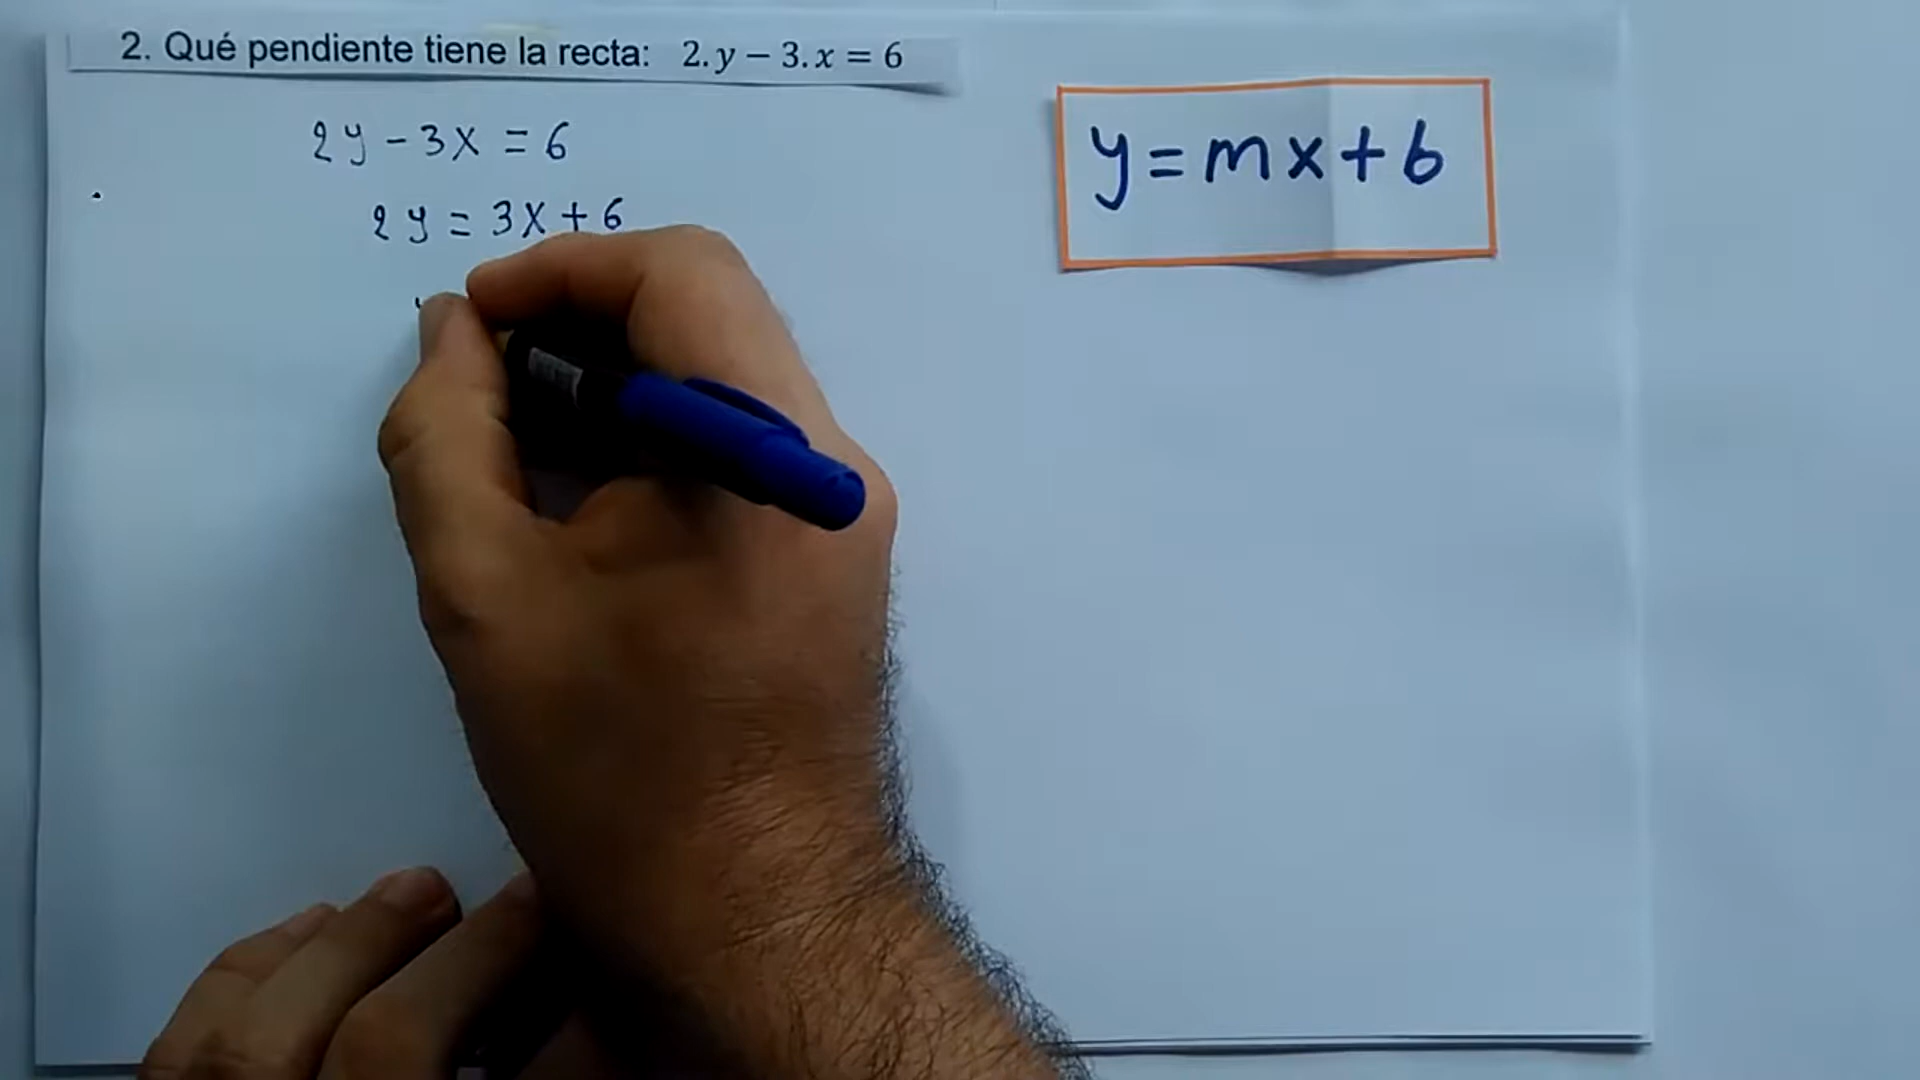 2. Qué pendiente tiene la recta: 2.y − 3.x = 6
2y - 3x = 6
y = mx + b
2y = 3x + 6